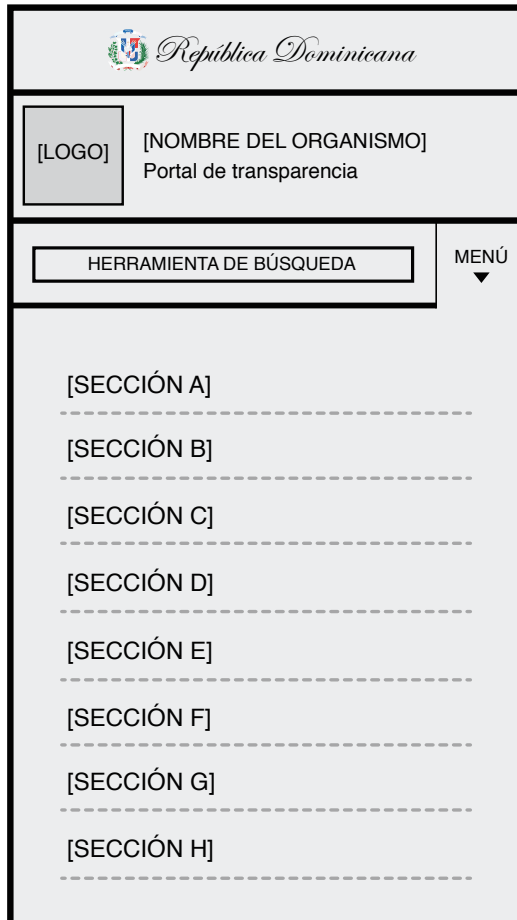 República Dominicana
[LOGO]
[NOMBRE DEL ORGANISMO]
Portal de transparencia
HERRAMIENTA DE BÚSQUEDA
MENÚ
[SECCIÓN A]
[SECCIÓN B]
[SECCIÓN C]
[SECCIÓN D]
[SECCIÓN E]
[SECCIÓN F]
[SECCIÓN G]
[SECCIÓN H]